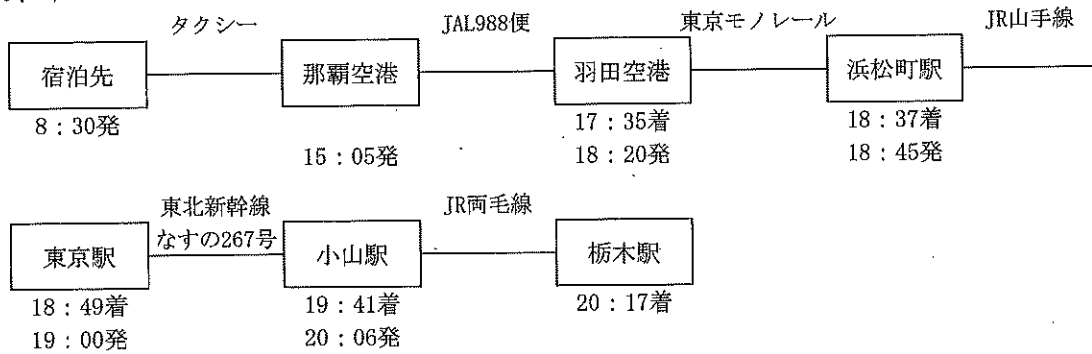 タクシー JAL988便 東京モノレール JR山手線
宿泊先 那覇空港 羽田空港 浜松町駅
8:30発 17:35着 18:37着
15:05発 18:20発 18:45発
東北新幹線 JR両毛線
なすの267号
東京駅 小山駅 栃木駅
18:49着 19:41着 20:17着
19:00発 20:06発